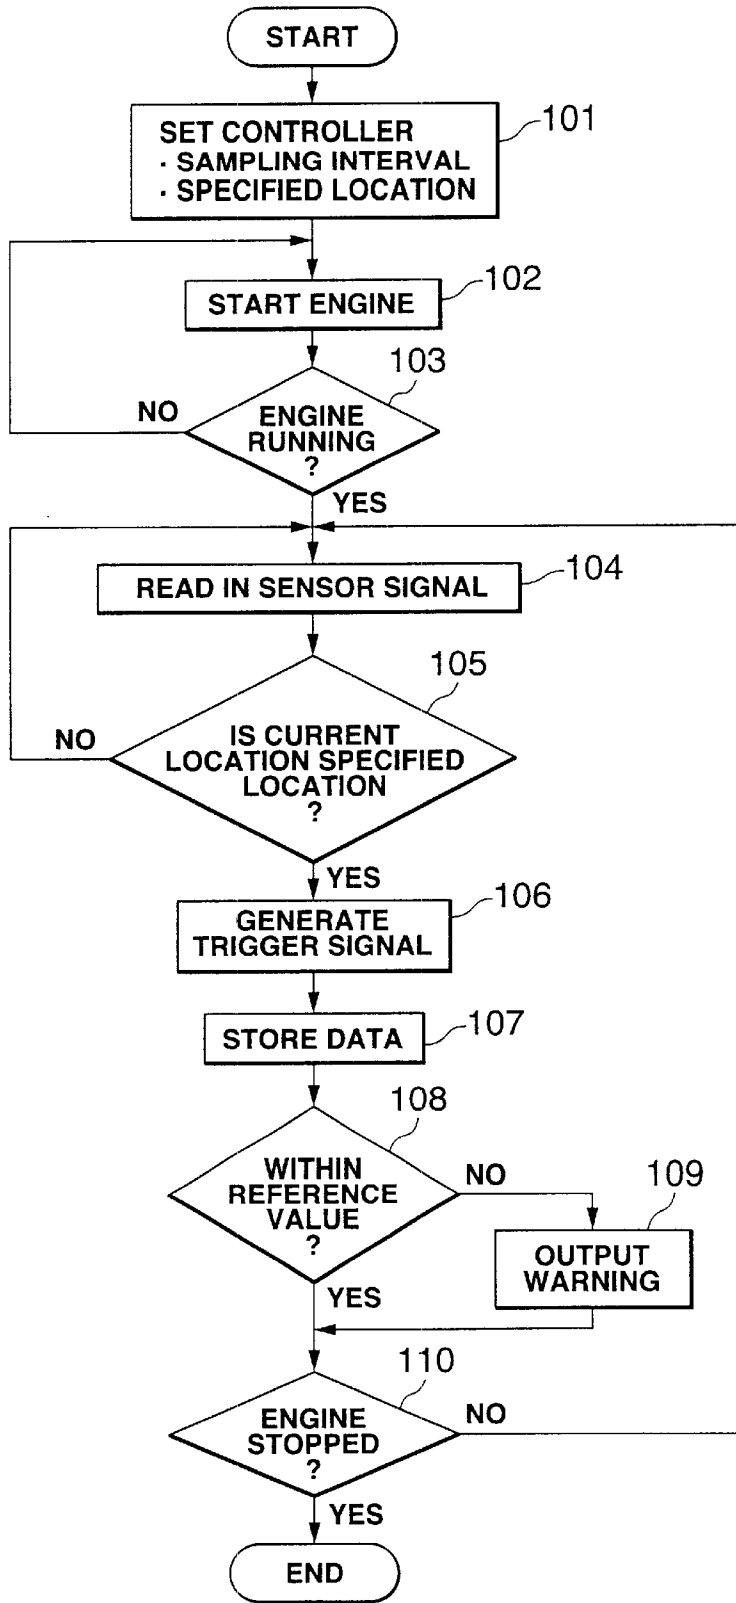 START
SET CONTROLLER
· SAMPLING INTERVAL
· SPECIFIED LOCATION
101
START ENGINE
102
103
ENGINE
RUNNING
?
NO
YES
READ IN SENSOR SIGNAL
104
105
IS CURRENT
LOCATION SPECIFIED
LOCATION
?
NO
YES
GENERATE
TRIGGER SIGNAL
106
STORE DATA
107
108
WITHIN
REFERENCE
VALUE
?
NO
109
OUTPUT
WARNING
YES
110
ENGINE
STOPPED
?
NO
YES
END